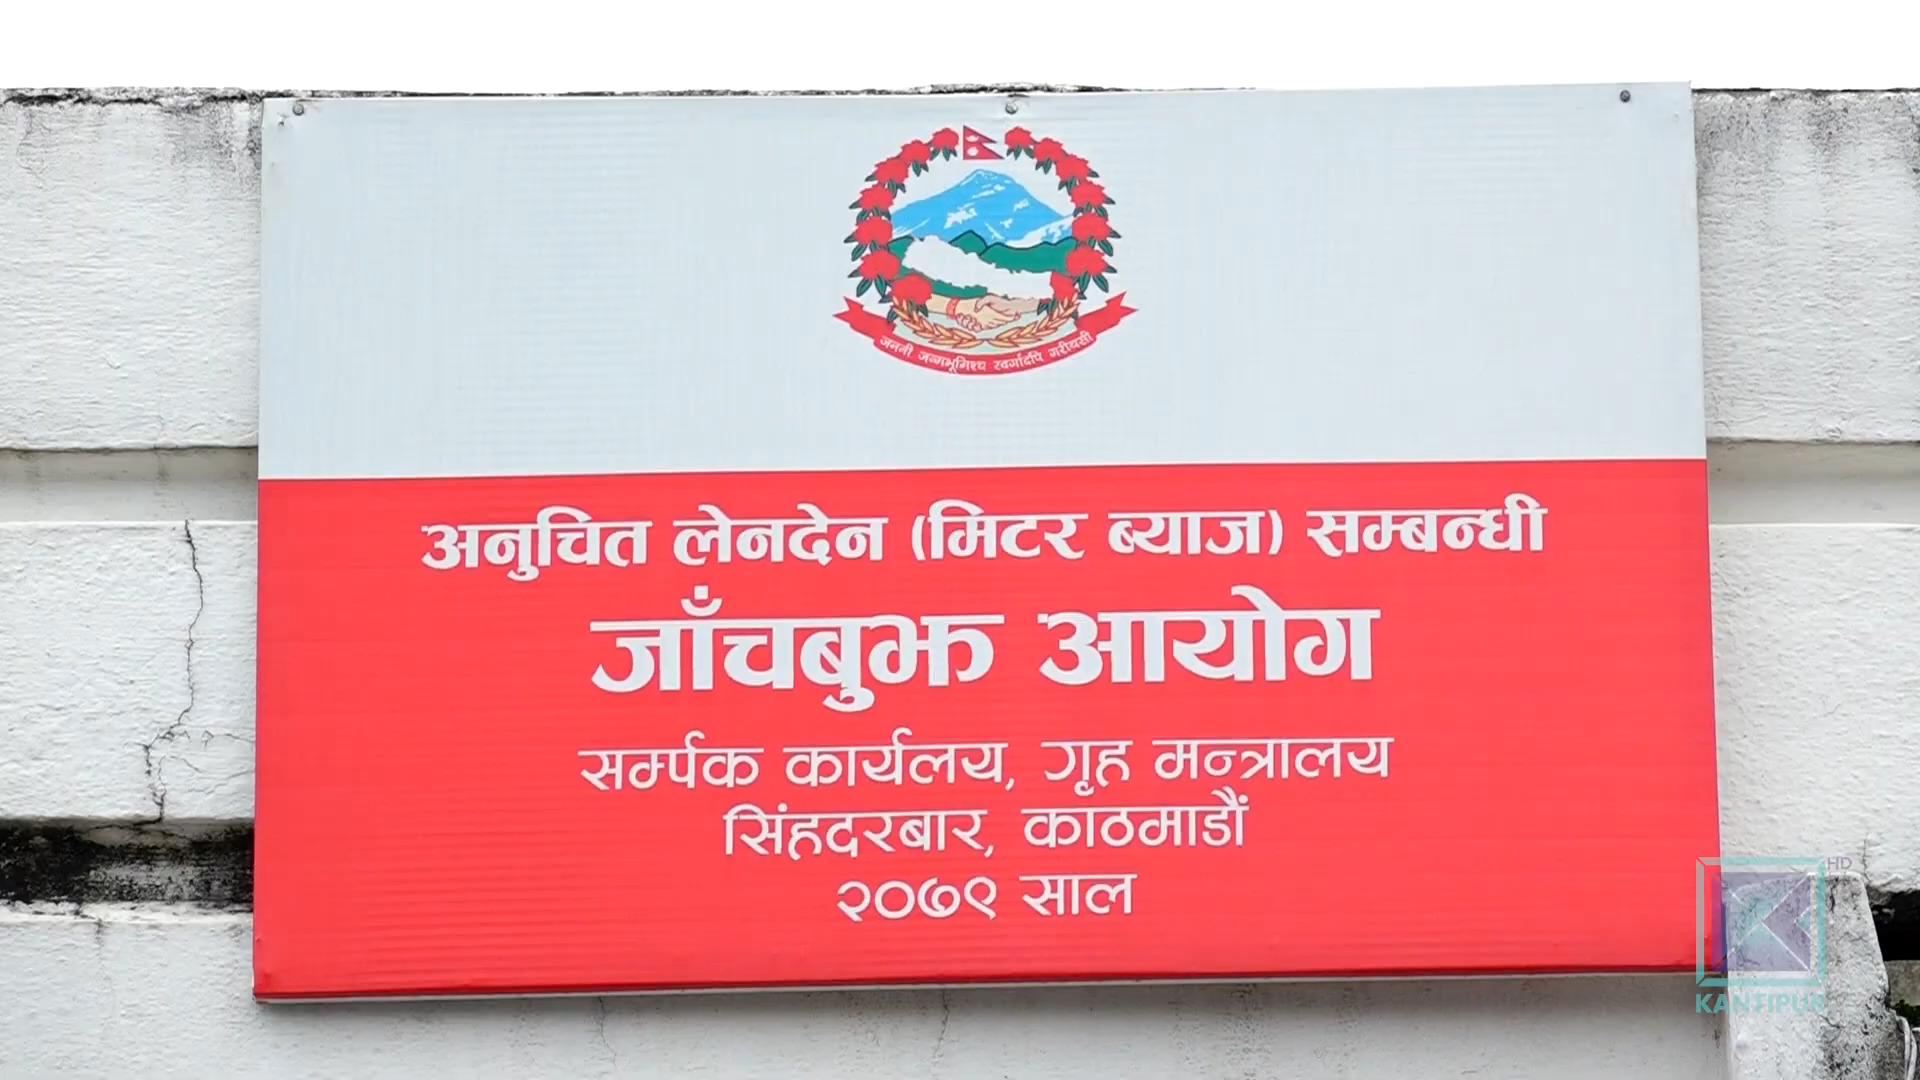 जननी जन्मभूमिश्च स्वर्गादपि गरीयसी
अनुचित लेनदेन (मिटर ब्याज) सम्बन्धी
जाँचबुझ आयोग
सर्म्पक कार्यलय, गृह मन्त्रालय
सिंहदरबार, काठमाडौं
२०७९ साल
HD
KANTIPUR